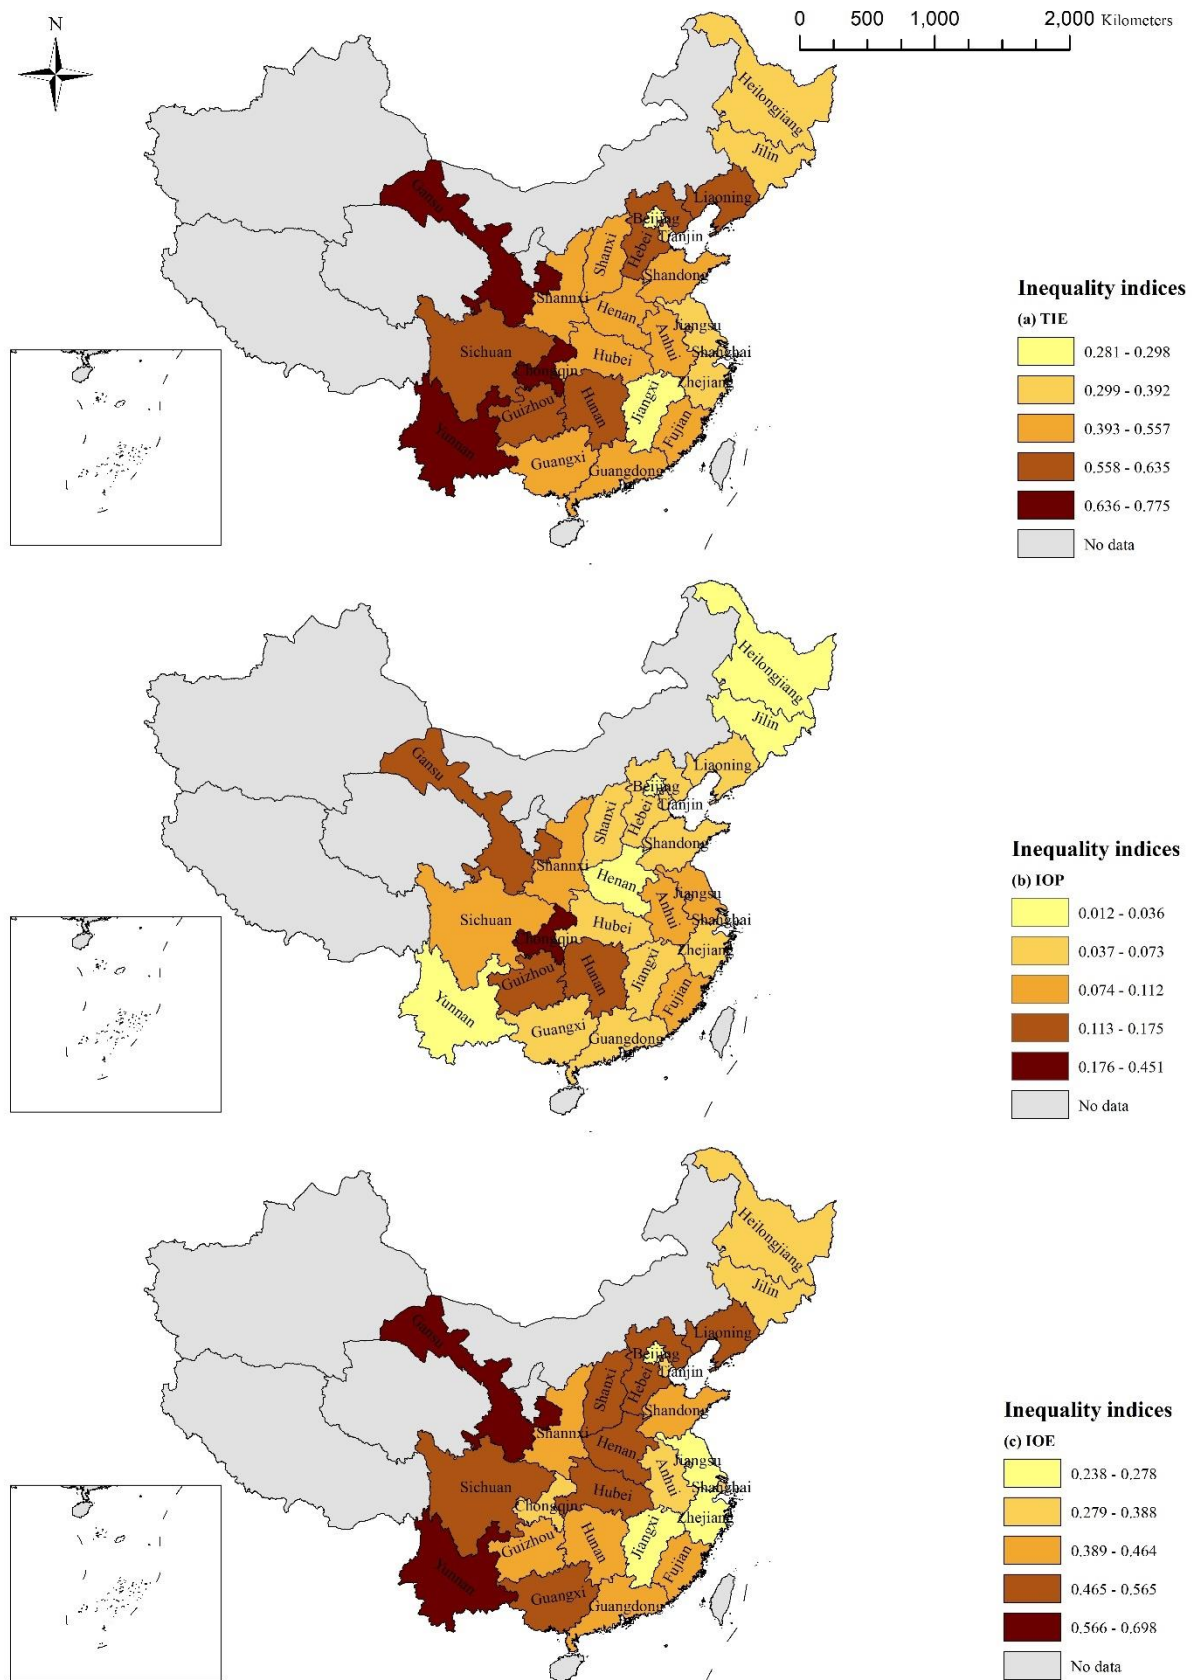 N
0 500 1,000 2,000 Kilometers
Heilongjiang
Jilin
Liaoning
Gansu
Beijing
Tianjin
Hebei
Shanxi
Shandong
Shannxi
Henan
Jiangsu
Anhui
Shanghai
Sichuan
Hubei
Chongqin
Zhejiang
Guizhou
Hunan
Jiangxi
Fujian
Yunnan
Guangxi
Guangdong
Inequality indices
(a) TIE
0.281 - 0.298
0.299 - 0.392
0.393 - 0.557
0.558 - 0.635
0.636 - 0.775
No data
Heilongjiang
Jilin
Liaoning
Gansu
Beijing
Tianjin
Hebei
Shanxi
Shandong
Shannxi
Henan
Jiangsu
Anhui
Shanghai
Sichuan
Hubei
Chongqin
Zhejiang
Guizhou
Hunan
Jiangxi
Fujian
Yunnan
Guangxi
Guangdong
Inequality indices
(b) IOP
0.012 - 0.036
0.037 - 0.073
0.074 - 0.112
0.113 - 0.175
0.176 - 0.451
No data
Heilongjiang
Jilin
Liaoning
Gansu
Beijing
Tianjin
Hebei
Shanxi
Shandong
Shannxi
Henan
Jiangsu
Anhui
Shanghai
Sichuan
Hubei
Chongqin
Zhejiang
Guizhou
Hunan
Jiangxi
Fujian
Yunnan
Guangxi
Guangdong
Inequality indices
(c) IOE
0.238 - 0.278
0.279 - 0.388
0.389 - 0.464
0.465 - 0.565
0.566 - 0.698
No data